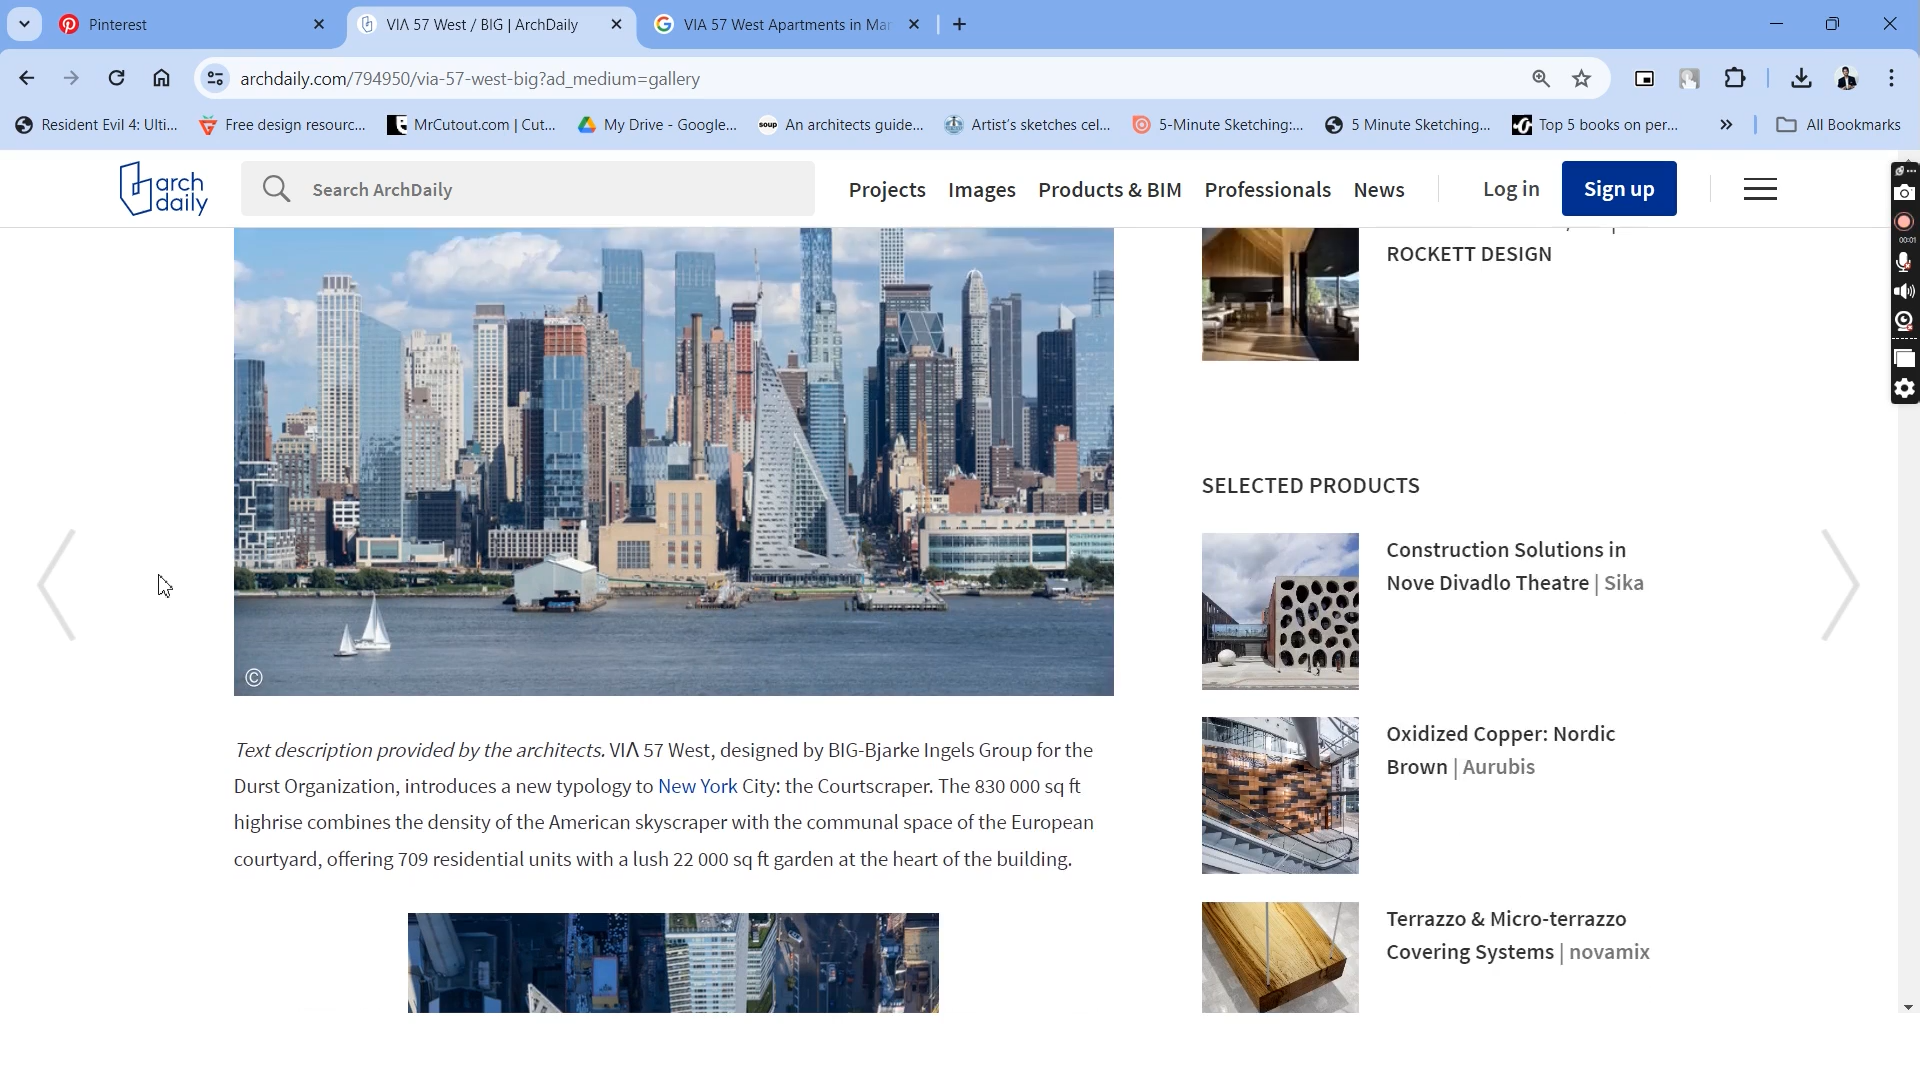 Pinterest
VIΛ 57 West / BIG | ArchDaily
VIA 57 West Apartments in Mar
archdaily.com/794950/via-57-west-big?ad_medium=gallery
Resident Evil 4: Ulti...
Free design resourc...
MrCutout.com | Cut...
My Drive - Google...
soup
An architects guide...
Artist's sketches cel...
5-Minute Sketching:...
5 Minute Sketching...
Top 5 books on per...
All Bookmarks
arch
daily
Search ArchDaily
Projects
Images
Products & BIM
Professionals
News
Log in
Sign up
00:01
ROCKETT DESIGN
SELECTED PRODUCTS
Construction Solutions in
Nove Divadlo Theatre | Sika
©
Oxidized Copper: Nordic
Brown | Aurubis
Text description provided by the architects. VIΛ 57 West, designed by BIG-Bjarke Ingels Group for the
Durst Organization, introduces a new typology to New York City: the Courtscraper. The 830 000 sq ft
highrise combines the density of the American skyscraper with the communal space of the European
courtyard, offering 709 residential units with a lush 22 000 sq ft garden at the heart of the building.
Terrazzo & Micro-terrazzo
Covering Systems | novamix